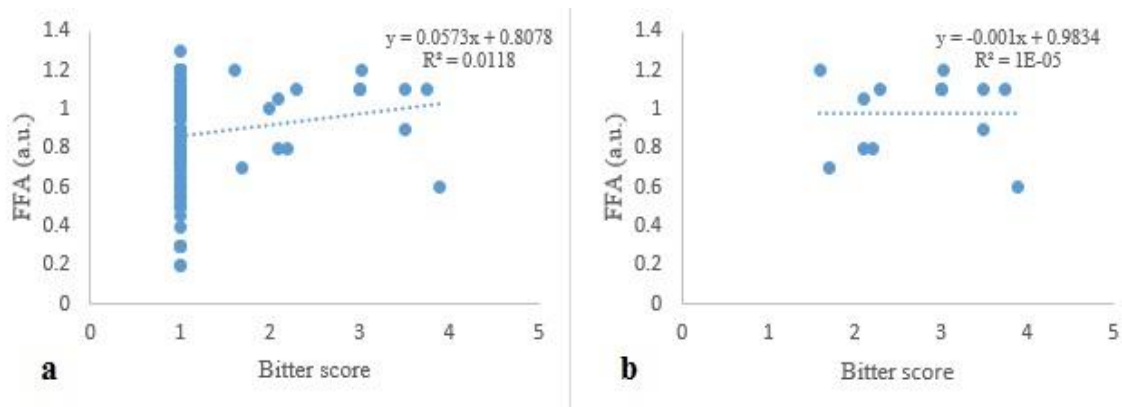 1.4
1.2
1
0.8
0.6
0.4
0.2
0
FFA (a.u.)
y = 0.0573x + 0.8078
R² = 0.0118
0 1 2 3 4 5
Bitter score
a
1.4
1.2
1
0.8
0.6
0.4
0.2
0
FFA (a.u.)
y = -0.001x + 0.9834
R² = 1E-05
0 1 2 3 4 5
Bitter score
b